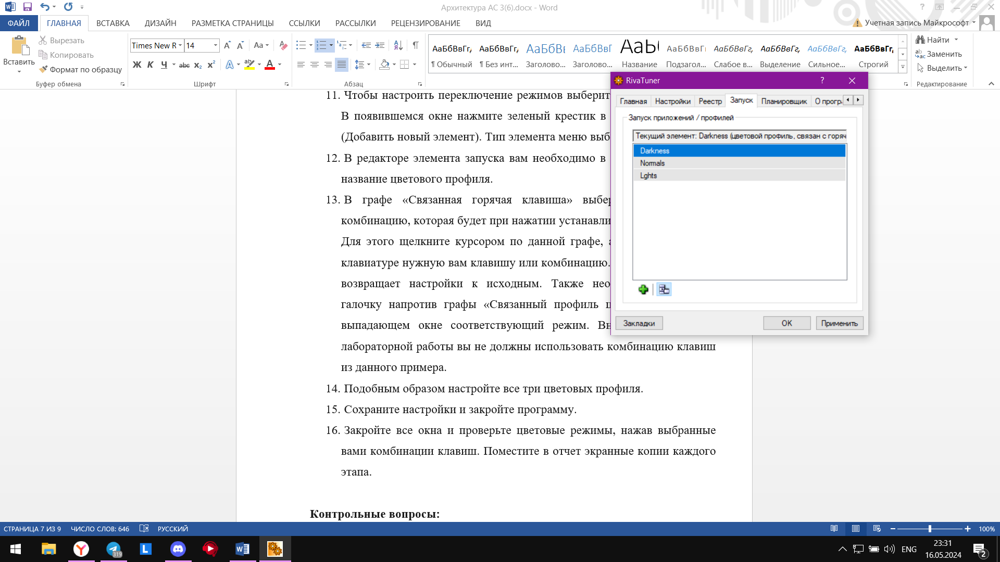 Архитектура АС 3(6).docx - Word
ФАЙЛ ГЛАВНАЯ ВСТАВКА ДИЗАЙН РАЗМЕТКА СТРАНИЦЫ ССЫЛКИ РАССЫЛКИ РЕЦЕНЗИРОВАНИЕ ВИД
Учетная запись Майкрософт
Вставить
Вырезать
Копировать
Формат по образцу
Буфер обмена
Times New R 14
Ж К Ч abc x₂ x²
Шрифт
Абзац
АаБбВвГг, АаБбВвГг, АаБбВг АаБбВвГ АаБб АаБбВвГг АаБбВвГг, АаБбВвГг, АаБбВвГг, АаБбВвГг,
¶ Обычный ¶ Без инт... Заголово... Заголово... Название Подзагол... Слабое в... Выделение Сильное... Строгий
Найти
Заменить
Выделить
Редактирование
11. Чтобы настроить переключение режимов выберит
В появившемся окне нажмите зеленый крестик в
(Добавить новый элемент). Тип элемента меню выб
12. В редакторе элемента запуска вам необходимо в
название цветового профиля.
13. В графе «Связанная горячая клавиша» выбер
комбинацию, которая будет при нажатии устанавли
Для этого щелкните курсором по данной графе, а
клавиатуре нужную вам клавишу или комбинацию.
возвращает настройки к исходным. Также нео
галочку напротив графы «Связанный профиль ц
выпадающем окне соответствующий режим. Вн
лабораторной работы вы не должны использовать комбинацию клавиш
из данного примера.
14. Подобным образом настройте все три цветовых профиля.
15. Сохраните настройки и закройте программу.
16. Закройте все окна и проверьте цветовые режимы, нажав выбранные
вами комбинации клавиш. Поместите в отчет экранные копии каждого
этапа.
Контрольные вопросы:
RivaTuner
Главная Настройки Реестр Запуск Планировщик О програ
Запуск приложений / профилей
Текущий элемент: Darkness (цветовой профиль, связан с горяч
Darkness
Normals
Lghts
Закладки OK Применить
СТРАНИЦА 7 ИЗ 9 ЧИСЛО СЛОВ: 646 РУССКИЙ 100%
319
ENG
23:31
16.05.2024
2